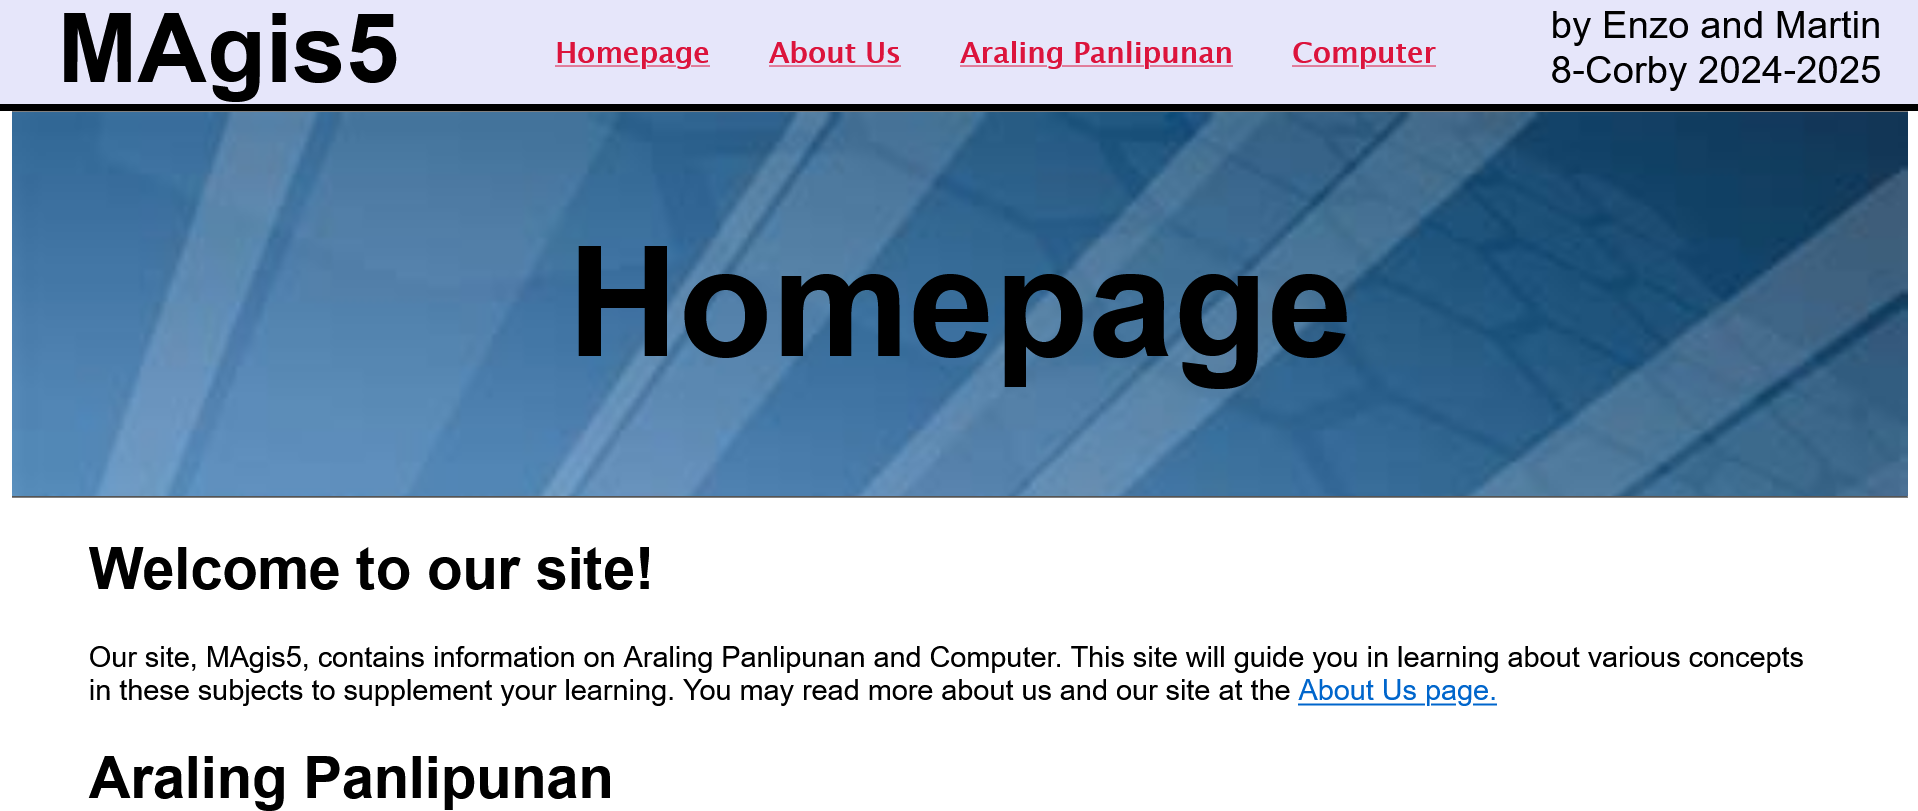 MAgis5
Homepage
About Us
Araling Panlipunan
Computer
by Enzo and Martin
8-Corby 2024-2025
Homepage
Welcome to our site!
Our site, MAgis5, contains information on Araling Panlipunan and Computer. This site will guide you in learning about various concepts
in these subjects to supplement your learning. You may read more about us and our site at the About Us page.
Araling Panlipunan